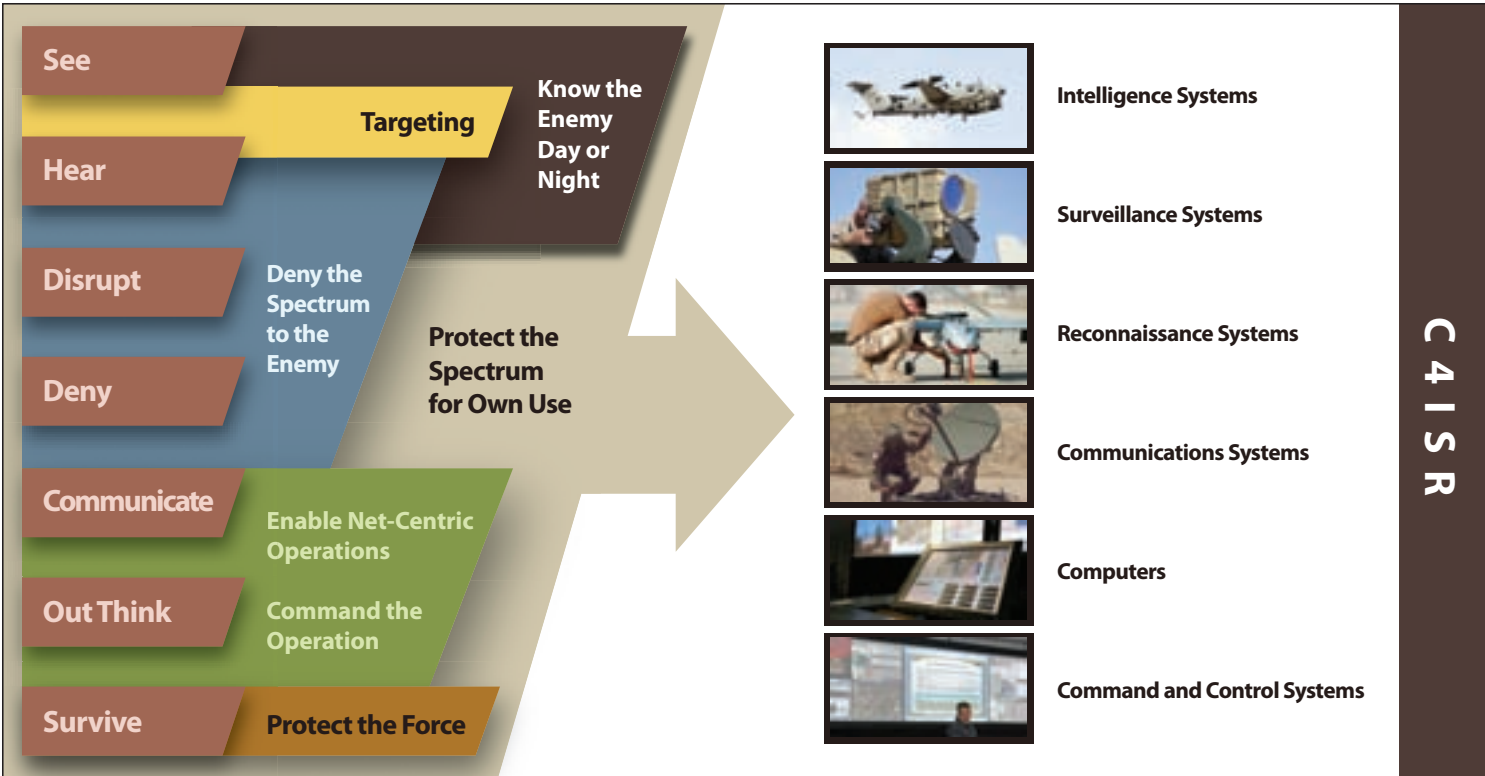 See
Targeting
Know the
Enemy
Day or
Night
Hear
Disrupt
Deny the
Spectrum
to the
Enemy
Deny
Protect the
Spectrum
for Own Use
Communicate
Enable Net-Centric
Operations
Out Think
Command the
Operation
Survive
Protect the Force
Intelligence Systems
Surveillance Systems
Reconnaissance Systems
Communications Systems
Computers
Command and Control Systems
C4ISR